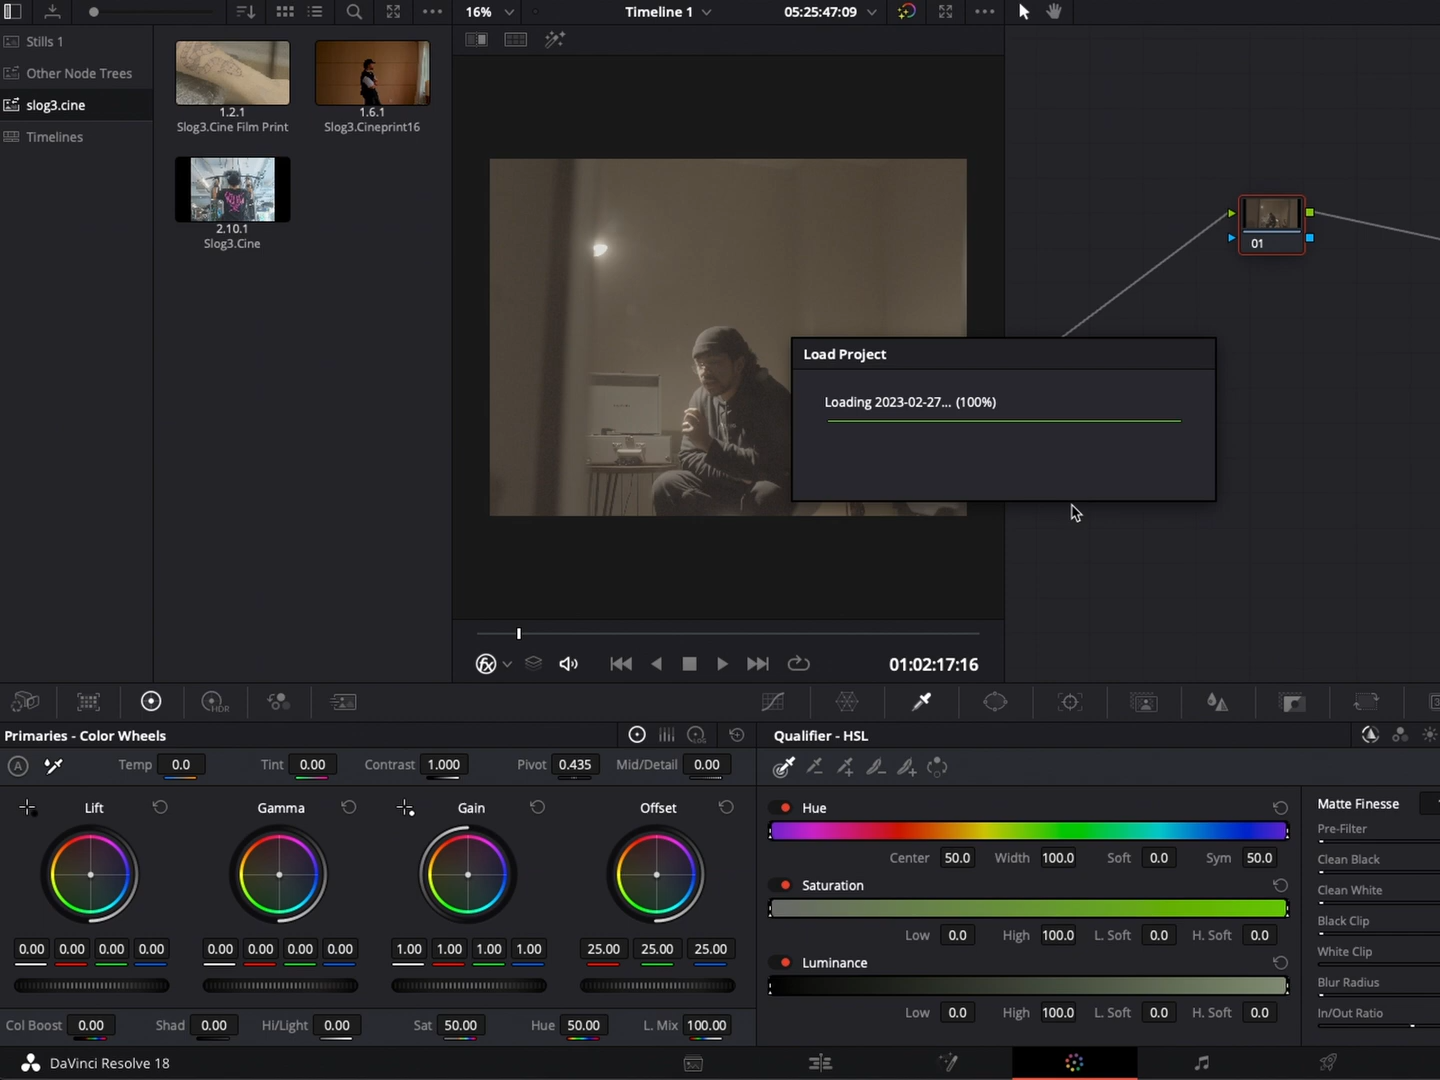 16%
Timeline 1
05:25:47:09
Stills 1
Other Node Trees
slog3.cine
Timelines
1.2.1
Slog3.Cine Film Print
1.6.1
Slog3.Cineprint16
2.10.1
Slog3.Cine
01
Load Project
Loading 2023-02-27... (100%)
01:02:17:16
HDR
Primaries - Color Wheels
A
Temp 0.0
Tint 0.00
Contrast 1.000
Pivot 0.435
Mid/Detail 0.00
Lift
Gamma
Gain
Offset
0.00 0.00 0.00 0.00
0.00 0.00 0.00 0.00
1.00 1.00 1.00 1.00
25.00 25.00 25.00
Col Boost 0.00
Shad 0.00
Hi/Light 0.00
Sat 50.00
Hue 50.00
L. Mix 100.00
Qualifier - HSL
Hue
Center 50.0 Width 100.0 Soft 0.0 Sym 50.0
Saturation
Low 0.0 High 100.0 L. Soft 0.0 H. Soft 0.0
Luminance
Low 0.0 High 100.0 L. Soft 0.0 H. Soft 0.0
Matte Finesse
Pre-Filter
Clean Black
Clean White
Black Clip
White Clip
Blur Radius
In/Out Ratio
DaVinci Resolve 18